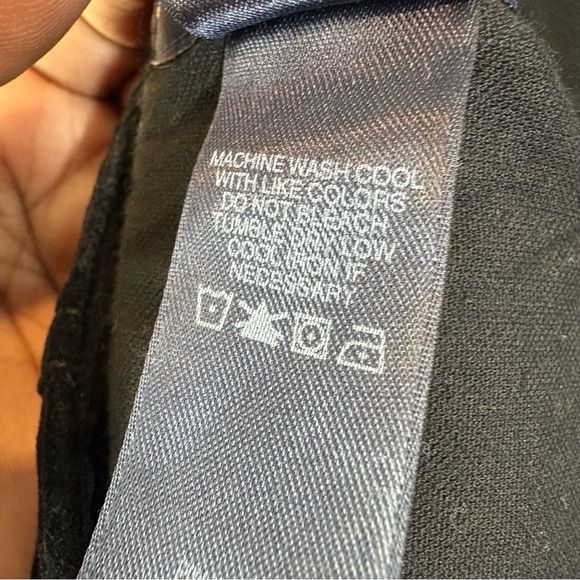 MACHINE WASH COOL
WITH LIKE COLORS
DO NOT BLEACH
TUMBLE DRY LOW
COOL IRON IF
NECESSARY